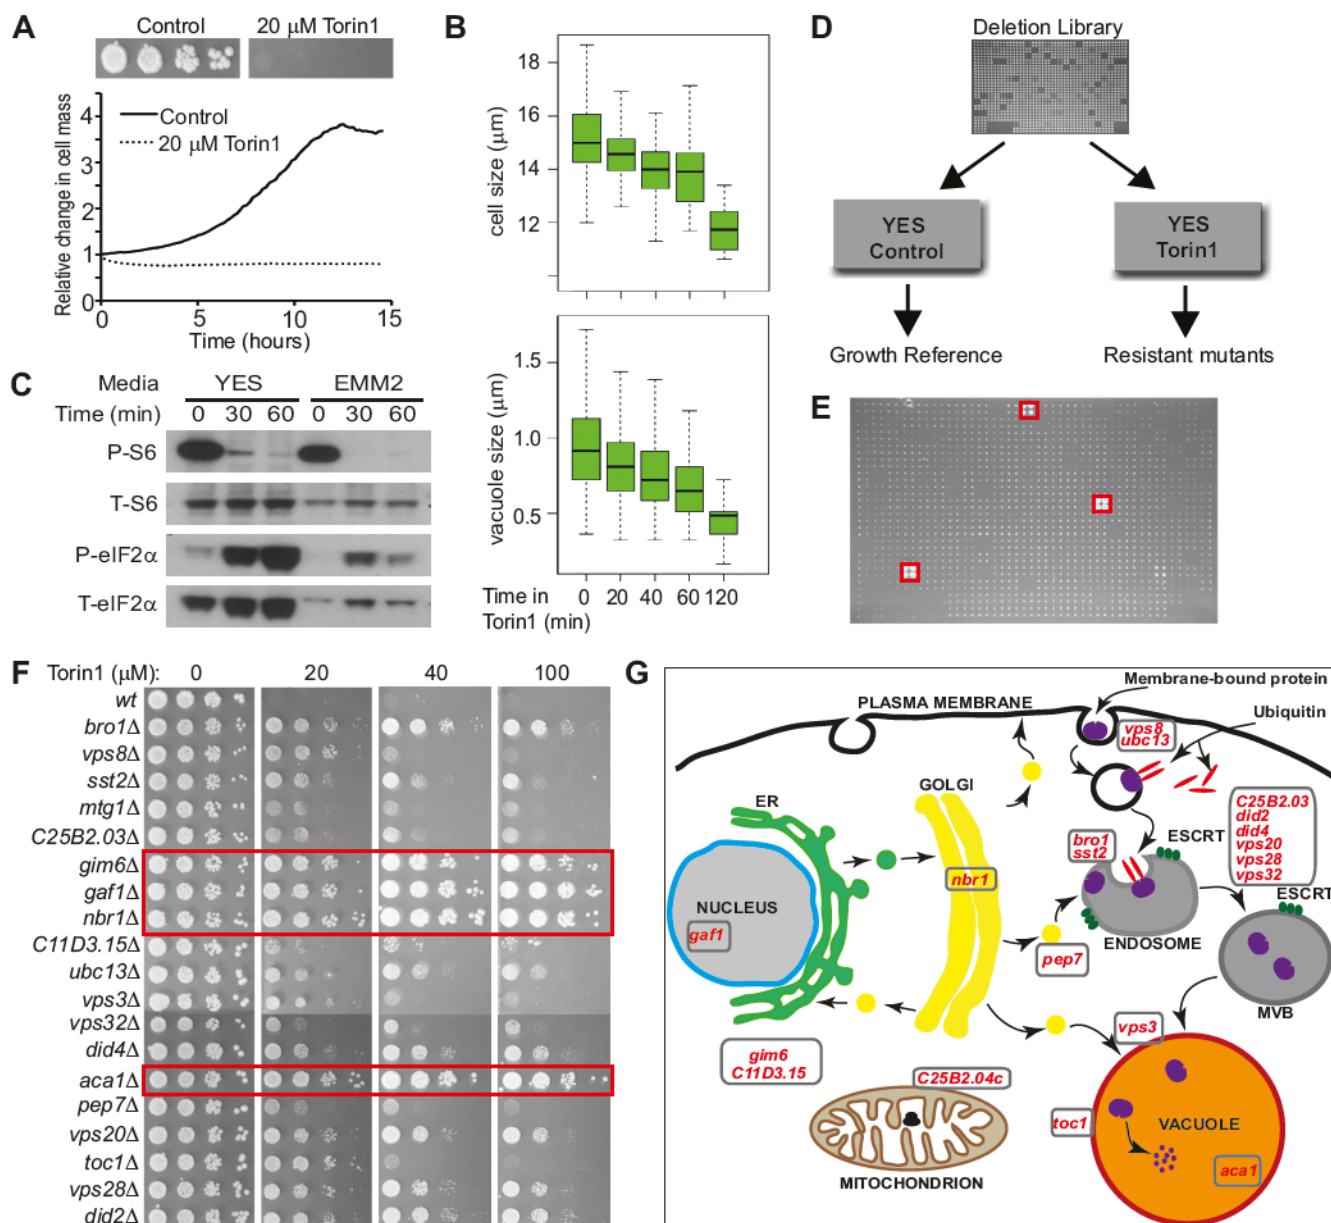 A
Control
20 μM Torin1
Relative change in cell mass
4
3
2
1
0
Control
20 μM Torin1
0
5
10
15
Time (hours)
B
cell size (μm)
18
16
14
12
vacuole size (μm)
1.5
1.0
0.5
Time in
Torin1 (min)
0 20 40 60 120
C
Media YES EMM2
Time (min) 0 30 60 0 30 60
P-S6
T-S6
P-eIF2α
T-eIF2α
D
Deletion Library
YES
Control
YES
Torin1
Growth Reference
Resistant mutants
E
F
Torin1 (μM): 0 20 40 100
wt
bro1Δ
vps8Δ
sst2Δ
mtg1Δ
C25B2.03Δ
gim6Δ
gaf1Δ
nbr1Δ
C11D3.15Δ
ubc13Δ
vps3Δ
vps32Δ
did4Δ
aca1Δ
pep7Δ
vps20Δ
toc1Δ
vps28Δ
did2Δ
G
PLASMA MEMBRANE
Membrane-bound protein
Ubiquitin
vps8
ubc13
ER
GOLGI
NUCLEUS
gaf1
nbr1
bro1
sst2
ESCRT
C25B2.03
did2
did4
vps20
vps28
vps32
ESCRT
ENDOSOME
pep7
MVB
vps3
gim6
C11D3.15
C25B2.04c
MITOCHONDRION
toc1
VACUOLE
aca1